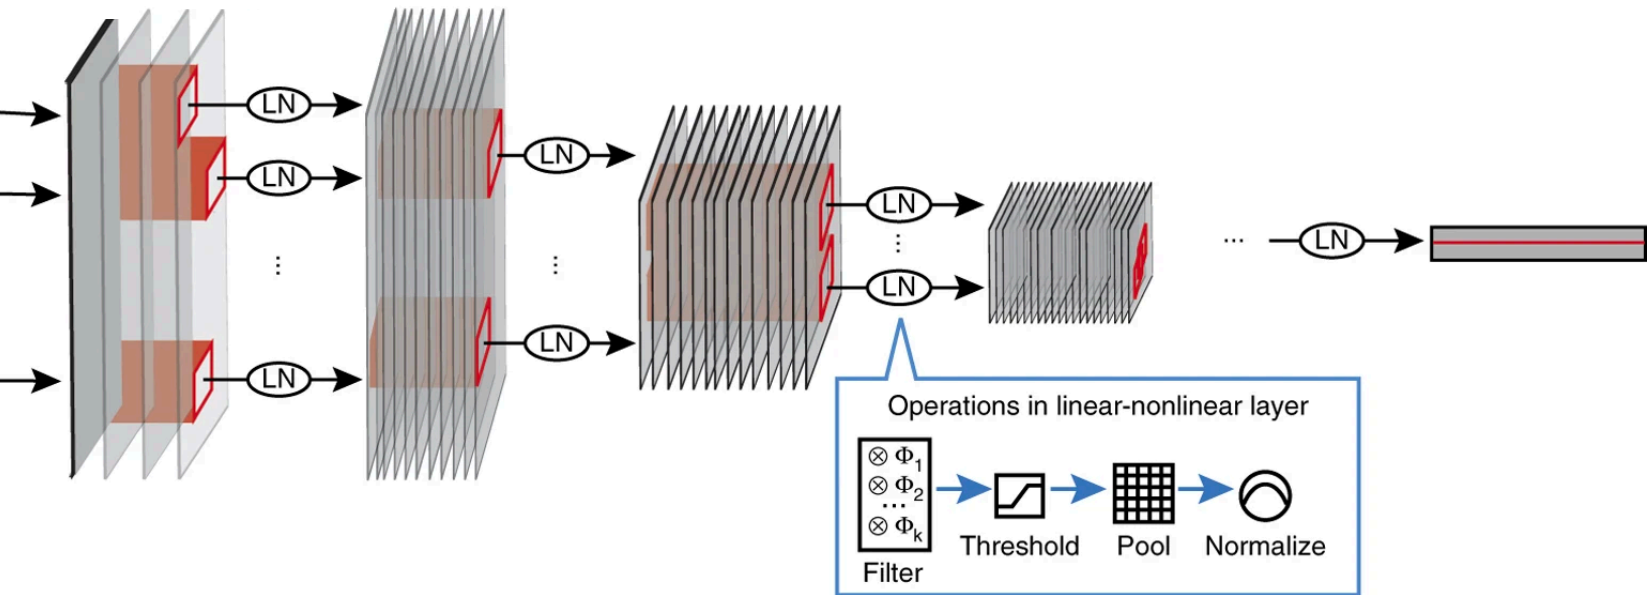 LN
LN
LN
LN
LN
LN
LN
...
LN
⋮
⋮
⋮
LN
Operations in linear-nonlinear layer
⊗ Φ1
⊗ Φ2
...
⊗ Φk
Filter
Threshold
Pool
Normalize